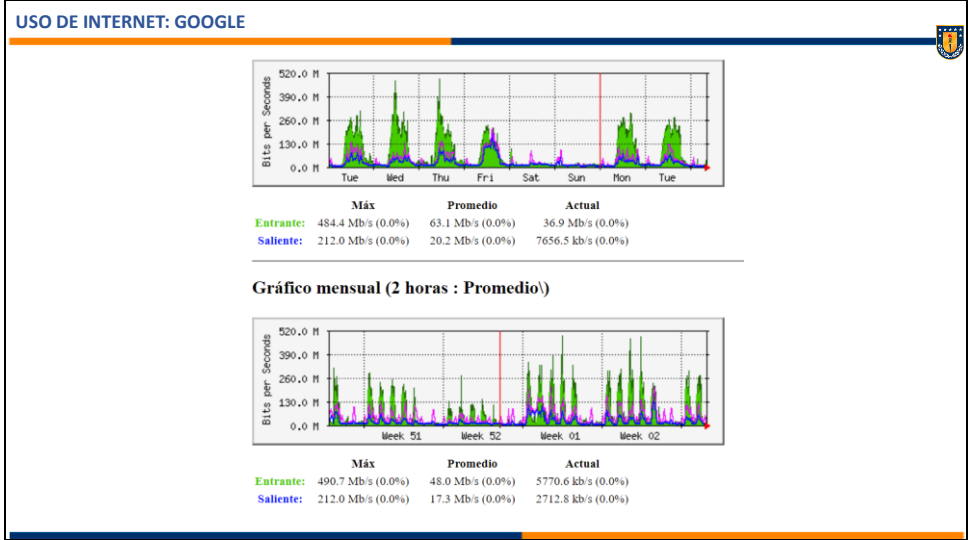 USO DE INTERNET: GOOGLE
Bits per Seconds
520.0 M
390.0 M
260.0 M
130.0 M
0.0 M
Tue Wed Thu Fri Sat Sun Mon Tue
Máx Promedio Actual
Entrante: 484.4 Mb/s (0.0%) 63.1 Mb/s (0.0%) 36.9 Mb/s (0.0%)
Saliente: 212.0 Mb/s (0.0%) 20.2 Mb/s (0.0%) 7656.5 kb/s (0.0%)
Gráfico mensual (2 horas : Promedio\)
Bits per Seconds
520.0 M
390.0 M
260.0 M
130.0 M
0.0 M
Week 51 Week 52 Week 01 Week 02
Máx Promedio Actual
Entrante: 490.7 Mb/s (0.0%) 48.0 Mb/s (0.0%) 5770.6 kb/s (0.0%)
Saliente: 212.0 Mb/s (0.0%) 17.3 Mb/s (0.0%) 2712.8 kb/s (0.0%)